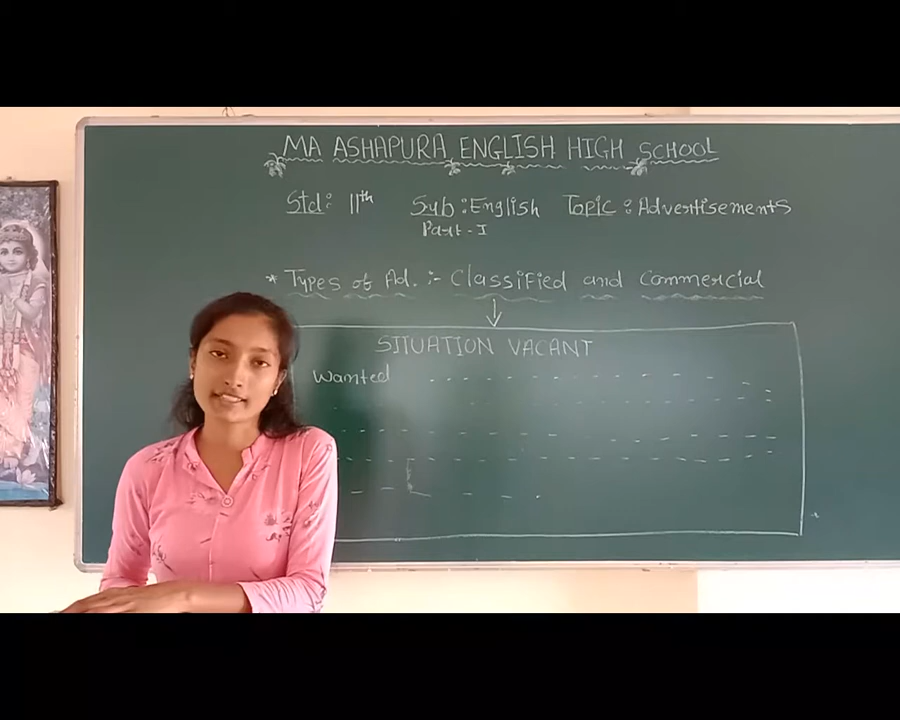 MA ASHAPURA ENGLISH HIGH SCHOOL
Std: 11th Sub: English Topic: Advertisements
Part-I
* Types of Ad. :- Classified and Commercial
SITUATION VACANT
Wanted